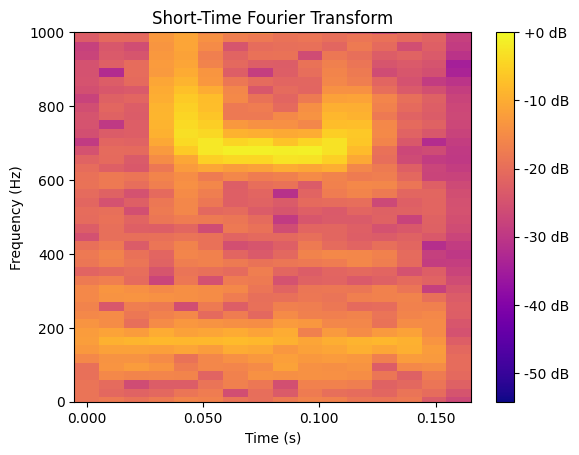 Short-Time Fourier Transform
1000
800
600
400
200
0
Frequency (Hz)
0.000
0.050
0.100
0.150
Time (s)
+0 dB
-10 dB
-20 dB
-30 dB
-40 dB
-50 dB